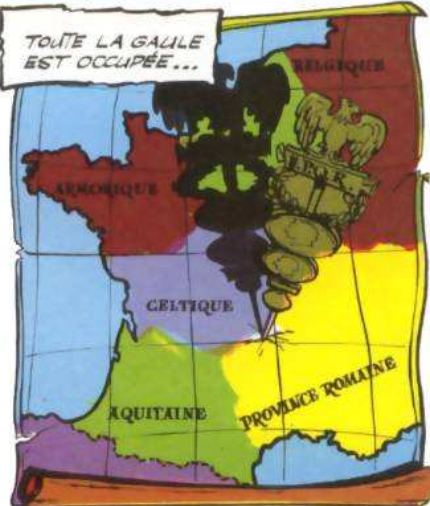 TOUTE LA GAULE
EST OCCUPÉE...
BELGIQUE
ARMORIQUE
CELTIQUE
AQUITAINE
PROVINCE ROMAINE